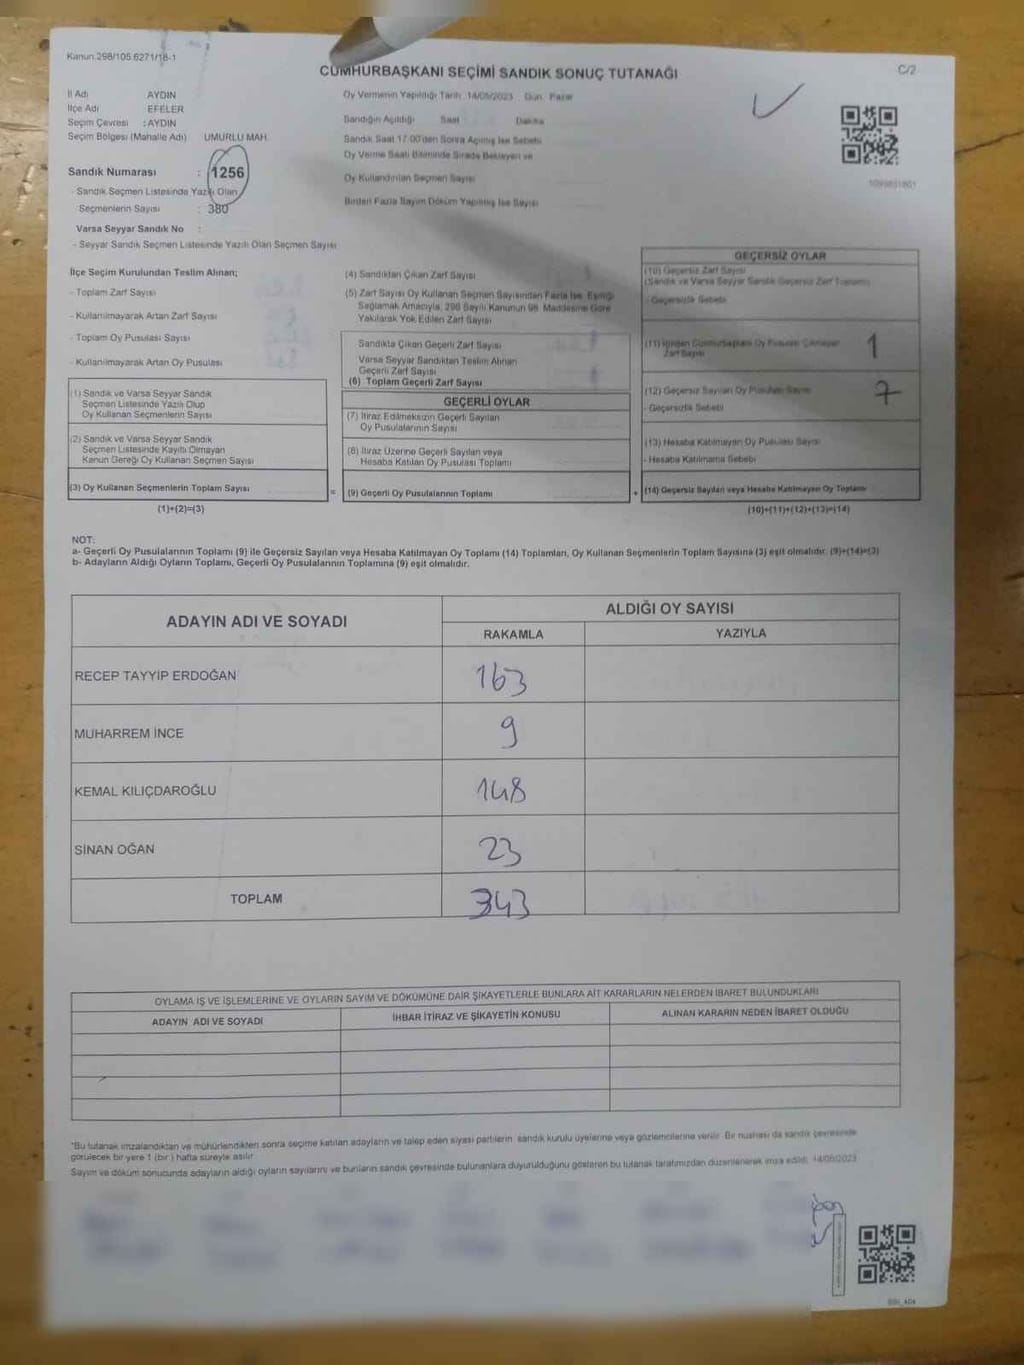 Kanun.298/105.6271/18-1
CUMHURBAŞKANI SEÇİMİ SANDIK SONUÇ TUTANAĞI
C/2
İl Adı AYDIN
İlçe Adı EFELER
Seçim Çevresi : AYDIN
Seçim Bölgesi (Mahalle Adı) UMURLU MAH.
Sandık Numarası : 1256
- Sandık Seçmen Listesinde Yazılı Olan
Seçmenlerin Sayısı : 380
Varsa Seyyar Sandık No :
- Seyyar Sandık Seçmen Listesinde Yazılı Olan Seçmen Sayısı
Oy Vermenin Yapıldığı Tarih: 14/05/2023 Gün: Pazar
Sandığın Açıldığı Saat Dakika
Sandık Saat 17.00'den Sonra Açılmış İse Sebebi
Oy Verme Saati Bitiminde Sırada Bekleyen ve
Oy Kullandırılan Seçmen Sayısı
Birden Fazla Sayım Döküm Yapılmış İse Sayısı
İlçe Seçim Kurulundan Teslim Alınan;
- Toplam Zarf Sayısı
- Kullanılmayarak Artan Zarf Sayısı
- Toplam Oy Pusulası Sayısı
- Kullanılmayarak Artan Oy Pusulası
(1) Sandık ve Varsa Seyyar Sandık
Seçmen Listesinde Yazılı Olup
Oy Kullanan Seçmenlerin Sayısı
(2) Sandık ve Varsa Seyyar Sandık
Seçmen Listesinde Kayıtlı Olmayan
Kanun Gereği Oy Kullanan Seçmen Sayısı
(3) Oy Kullanan Seçmenlerin Toplam Sayısı
(1)+(2)=(3)
(4) Sandıktan Çıkan Zarf Sayısı
(5) Zarf Sayısı Oy Kullanan Seçmen Sayısından Fazla İse, Eşitliği
Sağlamak Amacıyla, 298 Sayılı Kanunun 98. Maddesine Göre
Yakılarak Yok Edilen Zarf Sayısı
Sandıkta Çıkan Geçerli Zarf Sayısı
Varsa Seyyar Sandıktan Teslim Alınan
Geçerli Zarf Sayısı
(6) Toplam Geçerli Zarf Sayısı
GEÇERLİ OYLAR
(7) İtiraz Edilmeksizin Geçerli Sayılan
Oy Pusulalarının Sayısı
(8) İtiraz Üzerine Geçerli Sayılan veya
Hesaba Katılan Oy Pusulası Toplamı
= (9) Geçerli Oy Pusulalarının Toplamı
GEÇERSİZ OYLAR
(10) Geçersiz Zarf Sayısı
(Sandık ve Varsa Seyyar Sandık Geçersiz Zarf Toplamı)
- Geçersizlik Sebebi
(11) İçinden Cumhurbaşkanı Oy Pusulası Çıkmayan
Zarf Sayısı 1
(12) Geçersiz Sayılan Oy Pusulası Sayısı 7
- Geçersizlik Sebebi
(13) Hesaba Katılmayan Oy Pusulası Sayısı
- Hesaba Katılmama Sebebi
+ (14) Geçersiz Sayılan veya Hesaba Katılmayan Oy Toplamı
(10)+(11)+(12)+(13)=(14)
NOT:
a- Geçerli Oy Pusulalarının Toplamı (9) ile Geçersiz Sayılan veya Hesaba Katılmayan Oy Toplamı (14) Toplamları, Oy Kullanan Seçmenlerin Toplam Sayısına (3) eşit olmalıdır. (9)+(14)=(3)
b- Adayların Aldığı Oyların Toplamı, Geçerli Oy Pusulalarının Toplamına (9) eşit olmalıdır.
ADAYIN ADI VE SOYADI ALDIĞI OY SAYISI
RAKAMLA YAZIYLA
RECEP TAYYİP ERDOĞAN 163
MUHARREM İNCE 9
KEMAL KILIÇDAROĞLU 148
SİNAN OĞAN 23
TOPLAM 343
OYLAMA İŞ VE İŞLEMLERİNE VE OYLARIN SAYIM VE DÖKÜMÜNE DAİR ŞİKAYETLERLE BUNLARA AİT KARARLARIN NELERDEN İBARET BULUNDUKLARI
ADAYIN ADI VE SOYADI İHBAR İTİRAZ VE ŞİKAYETİN KONUSU ALINAN KARARIN NEDEN İBARET OLDUĞU
*Bu tutanak imzalandıktan ve mühürlendikten sonra seçime katılan adayların ve talep eden siyasi partilerin sandık kurulu üyelerine veya gözlemcilerine verilir. Bir nushası da sandık çevresinde
görülecek bir yere 1 (bir) hafta süreyle asılır.
Sayım ve döküm sonucunda adayların aldığı oyların sayılarını ve bunların sandık çevresinde bulunanlara duyurulduğunu gösteren bu tutanak tarafımızdan düzenlenerek imza edildi. 14/05/2023